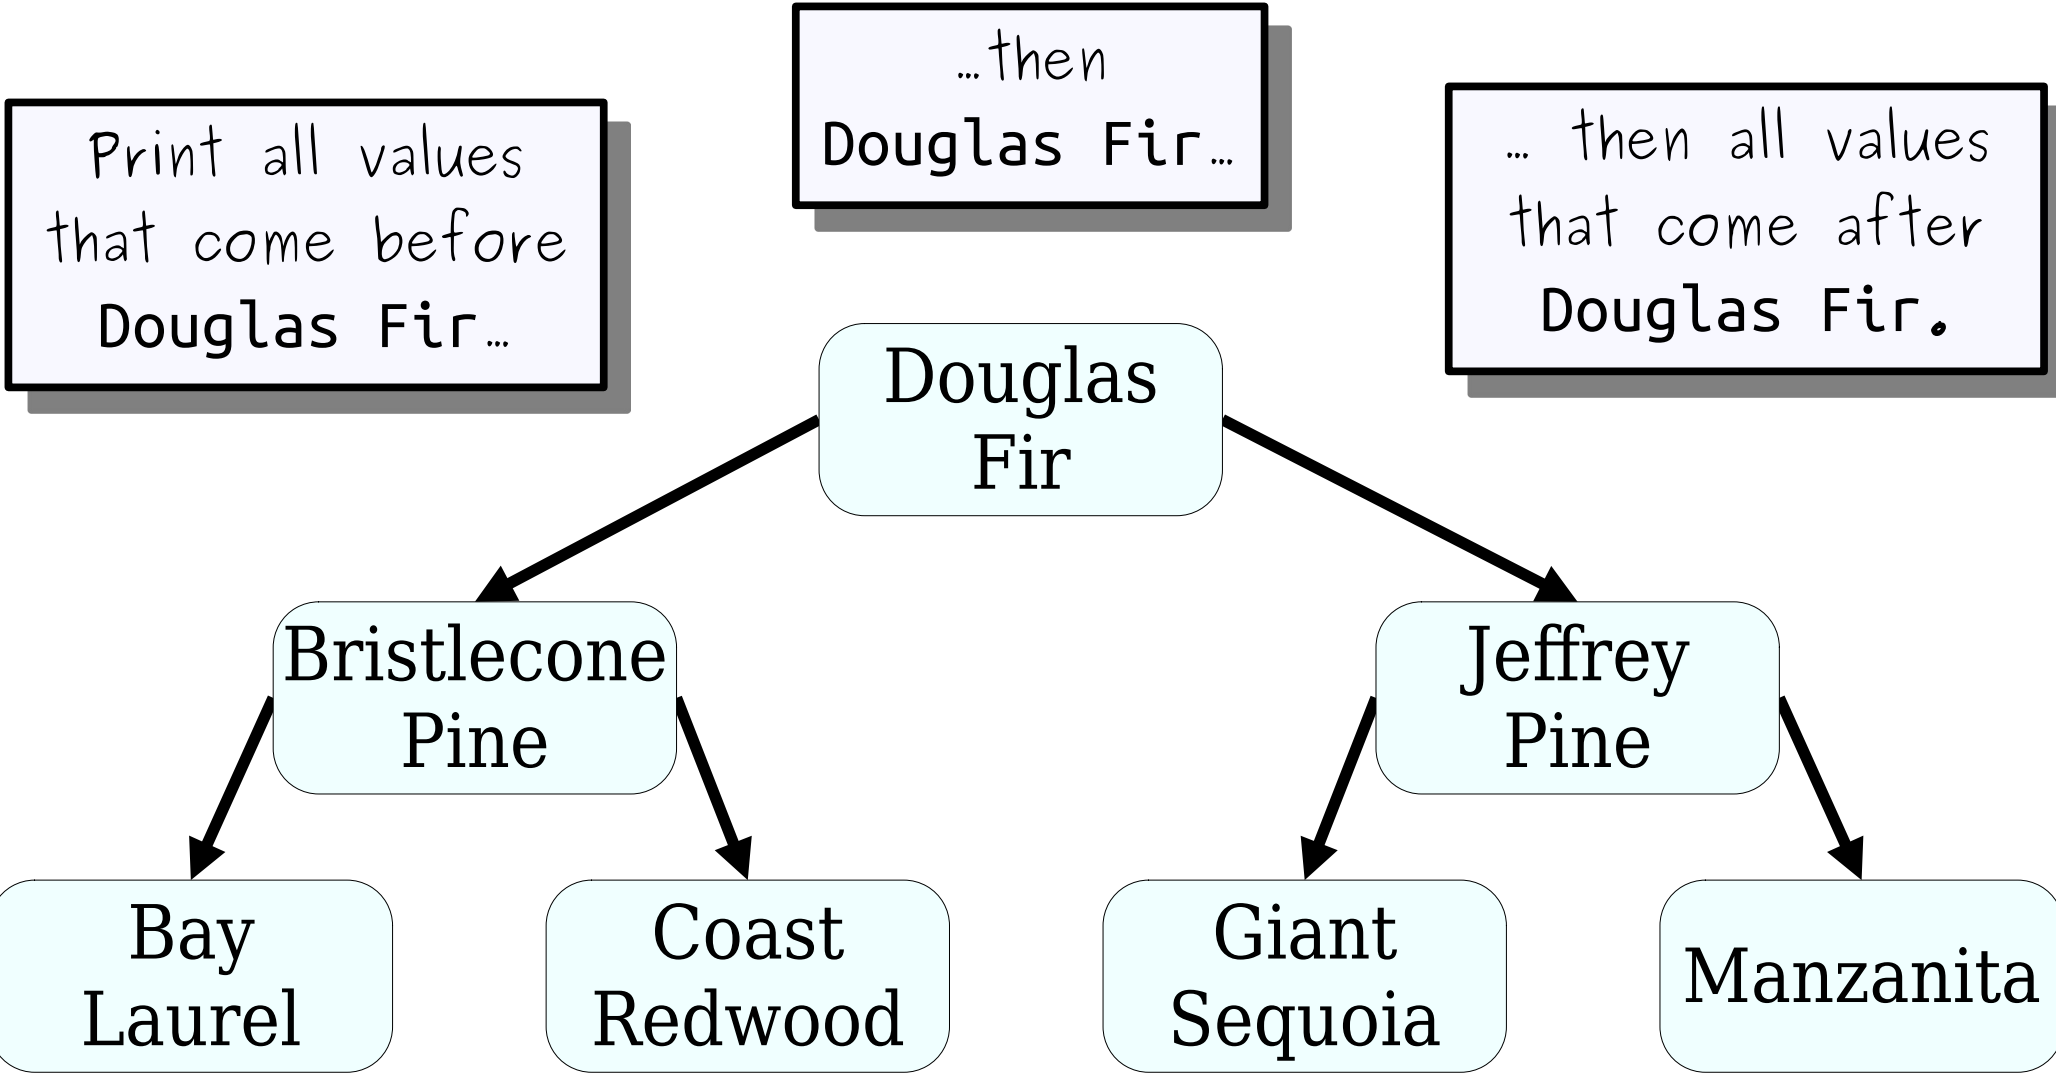 Print all values
that come before
Douglas Fir…
…then
Douglas Fir…
… then all values
that come after
Douglas Fir.
Douglas
Fir
Bristlecone
Pine
Jeffrey
Pine
Bay
Laurel
Coast
Redwood
Giant
Sequoia
Manzanita